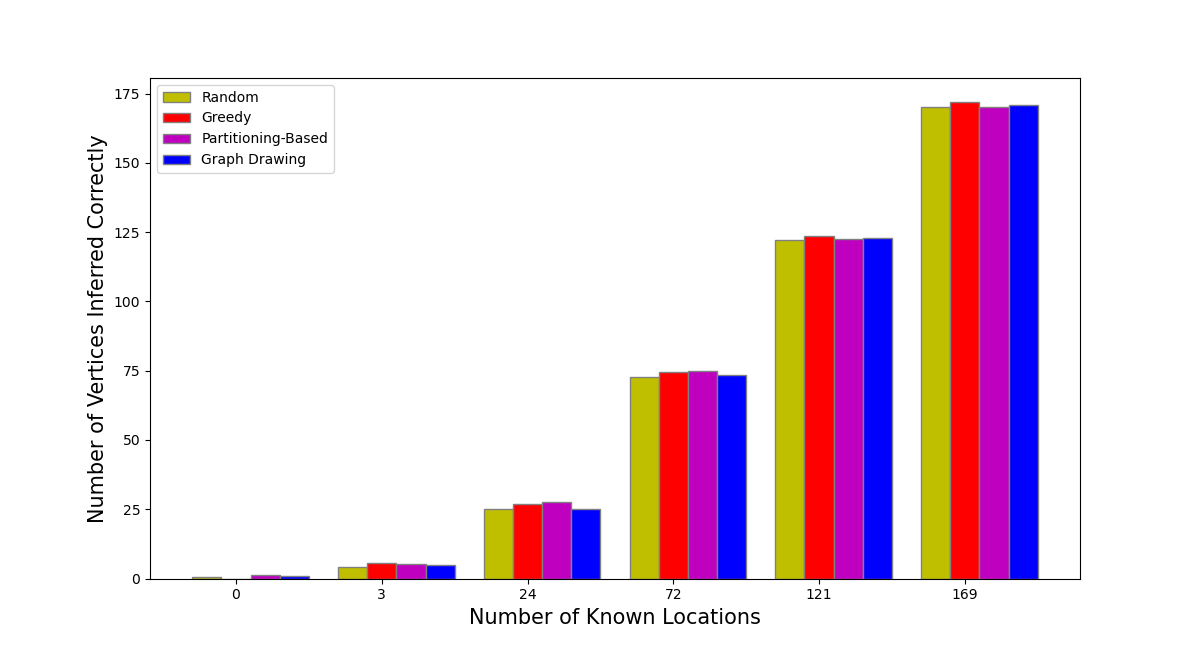 175
150
125
100
75
50
25
0
Number of Vertices Inferred Correctly
Random
Greedy
Partitioning-Based
Graph Drawing
0 3 24 72 121 169
Number of Known Locations